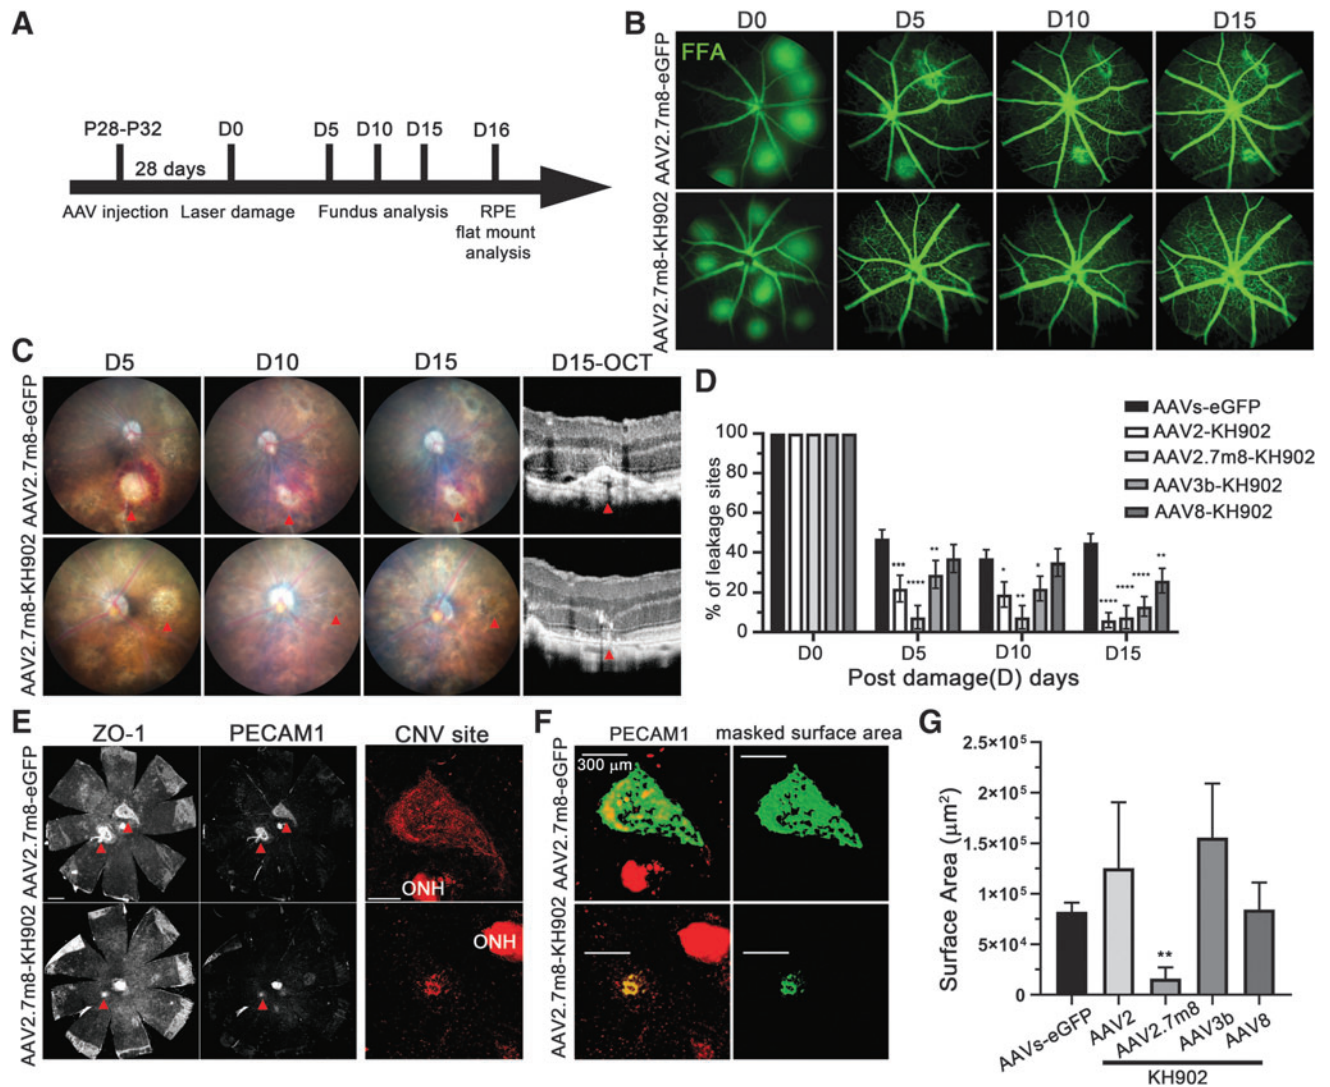 A
P28-P32
D0
D5
D10
D15
D16
28 days
AAV injection
Laser damage
Fundus analysis
RPE
flat mount
analysis
B
D0
D5
D10
D15
FFA
AAV2.7m8-eGFP
AAV2.7m8-KH902
C
D5
D10
D15
D15-OCT
AAV2.7m8-eGFP
AAV2.7m8-KH902
D
AAVs-eGFP
AAV2-KH902
AAV2.7m8-KH902
AAV3b-KH902
AAV8-KH902
% of leakage sites
100
80
60
40
20
0
***
****
**
*
**
*
****
****
****
**
D0
D5
D10
D15
Post damage(D) days
E
ZO-1
PECAM1
CNV site
AAV2.7m8-eGFP
ONH
AAV2.7m8-KH902
ONH
F
PECAM1
masked surface area
AAV2.7m8-eGFP
300 μm
AAV2.7m8-KH902
G
Surface Area (μm²)
2.5×10⁵
2×10⁵
1.5×10⁵
1×10⁵
5×10⁴
0
**
AAVs-eGFP
AAV2
AAV2.7m8
AAV3b
AAV8
KH902